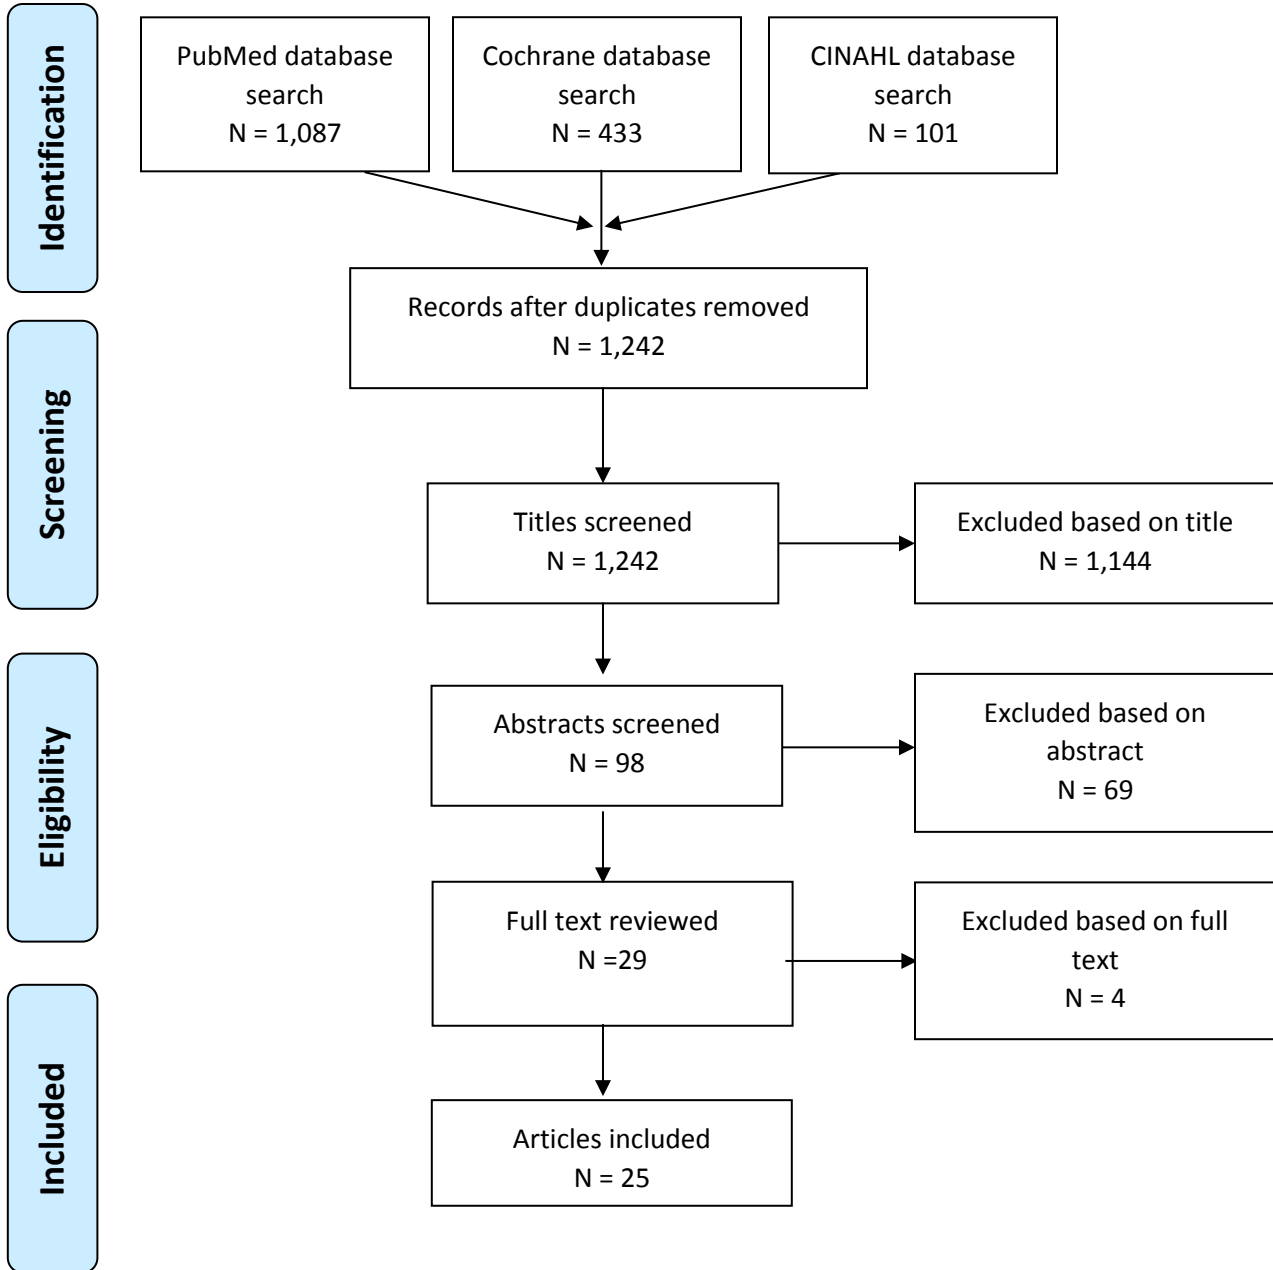 Identification
PubMed database
search
N = 1,087
Cochrane database
search
N = 433
CINAHL database
search
N = 101
Records after duplicates removed
N = 1,242
Screening
Titles screened
N = 1,242
Excluded based on title
N = 1,144
Eligibility
Abstracts screened
N = 98
Excluded based on
abstract
N = 69
Full text reviewed
N =29
Excluded based on full
text
N = 4
Included
Articles included
N = 25